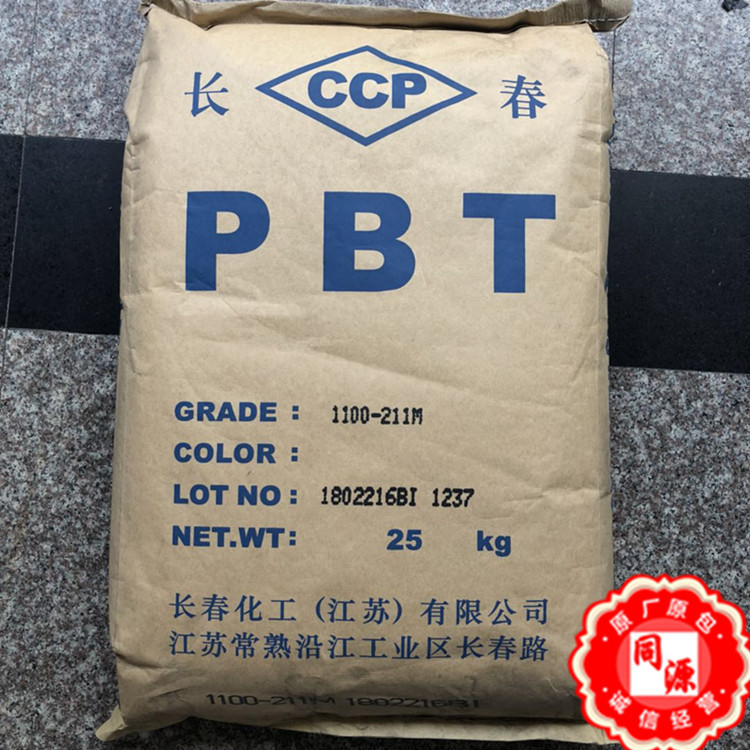 长 CCP 春
PBT
GRADE： 1100-211M
COLOR：
LOT NO： 1802216BI 1237
NET.WT： 25 kg
长春化工（江苏）有限公司
江苏常熟沿江工业区长春路
1100-211M 1802216BI
原厂原包
同源
诚信经营